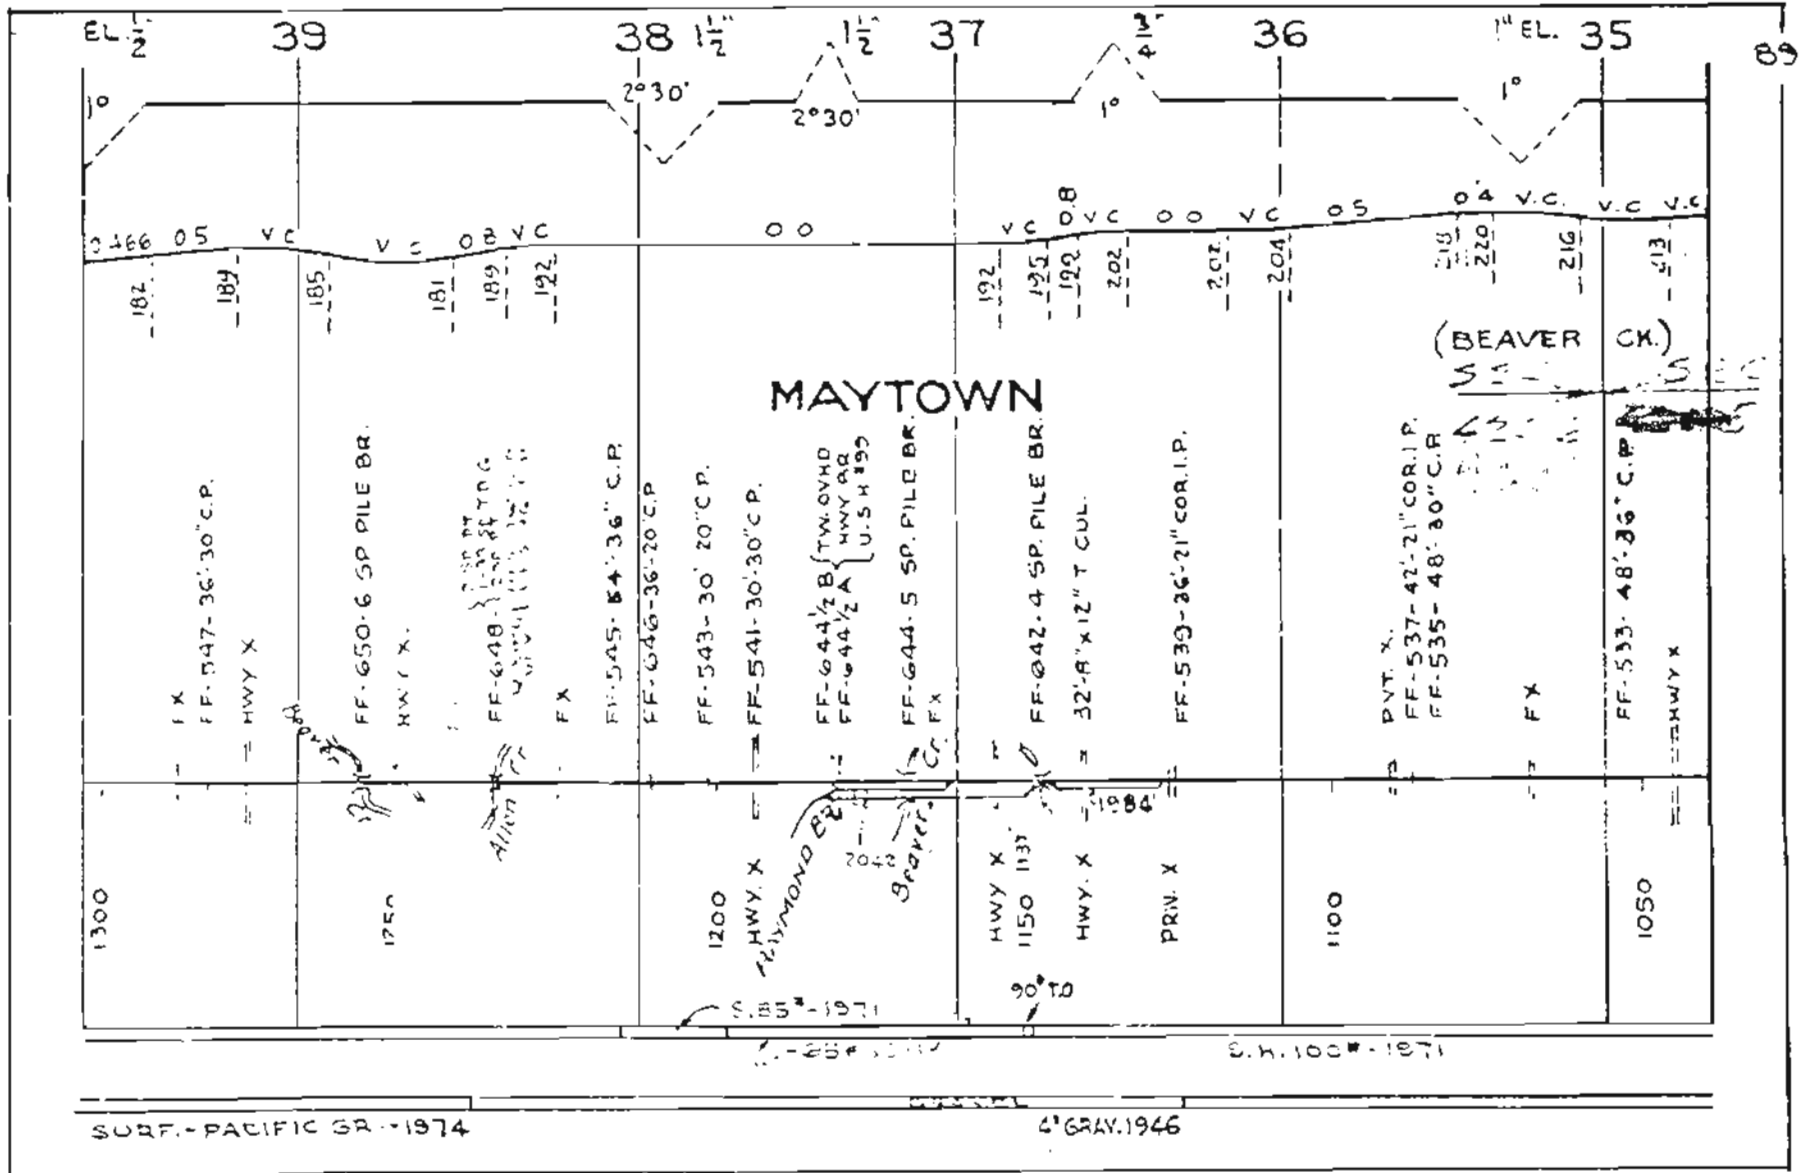 EL. 1/2" 39 38 1 1/2" 1 1/2" 37 3/4" 36 1" EL. 35
89
1° 2°30' 2°30' 1° 1°
0.5 V C V C 0 8 V C 0 0 V C 0.8 V C 0 0 V C 0 5 0 4 V.C. V.C V.C
182
189
185
181
189
192
192
195
199
202
202
204
218
220
216
213
(BEAVER CK.)
MAYTOWN
F X
FF-547-36'-30" C.P.
HWY X
FF-650-6 SP PILE BR.
HWY X.
FF-648
F X
FF-545-54'-36" C.P.
FF-646-36'-20" C.P
FF-543-30' 20" C P.
FF-541-30'-30" C P.
FF-644 1/2 B
FF-644 1/2 A
TW. OVHD
HWY BR
U.S H #99
FF-644-5 SP. PILE BR.
F X
FF-642-4 SP. PILE BR.
32'-8"x12" T CUL.
FF-539-36'-21" COR.I.P.
PVT. X.
FF-537-42'-21" COR.I.P.
FF-535-48'-30" C.P.
F X
FF-533-48'-36" C.P.
HWY X
Allen Cr
Beaver Cr.
2042
1984'
1300
1250
1200
HWY. X
HWY X
1150
HWY. X
PRIV. X
1100
1050
S.85#-1971
90# T.O
S.H.100#-1971
SURF.-PACIFIC GR.-1974
4" GRAV. 1946